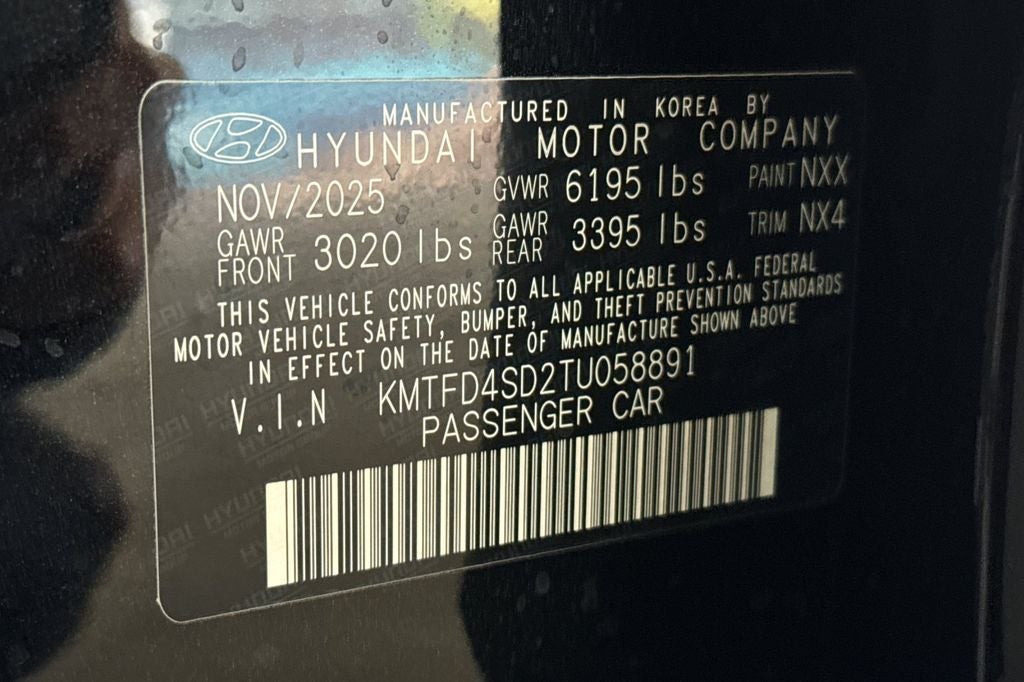 MANUFACTURED IN KOREA BY
HYUNDAI MOTOR COMPANY
NOV/2025 GVWR 6195 lbs PAINT NXX
GAWR FRONT 3020 lbs GAWR REAR 3395 lbs TRIM NX4
THIS VEHICLE CONFORMS TO ALL APPLICABLE U.S.A. FEDERAL
MOTOR VEHICLE SAFETY, BUMPER, AND THEFT PREVENTION STANDARDS
IN EFFECT ON THE DATE OF MANUFACTURE SHOWN ABOVE
V.I.N KMTFD4SD2TU058891
PASSENGER CAR